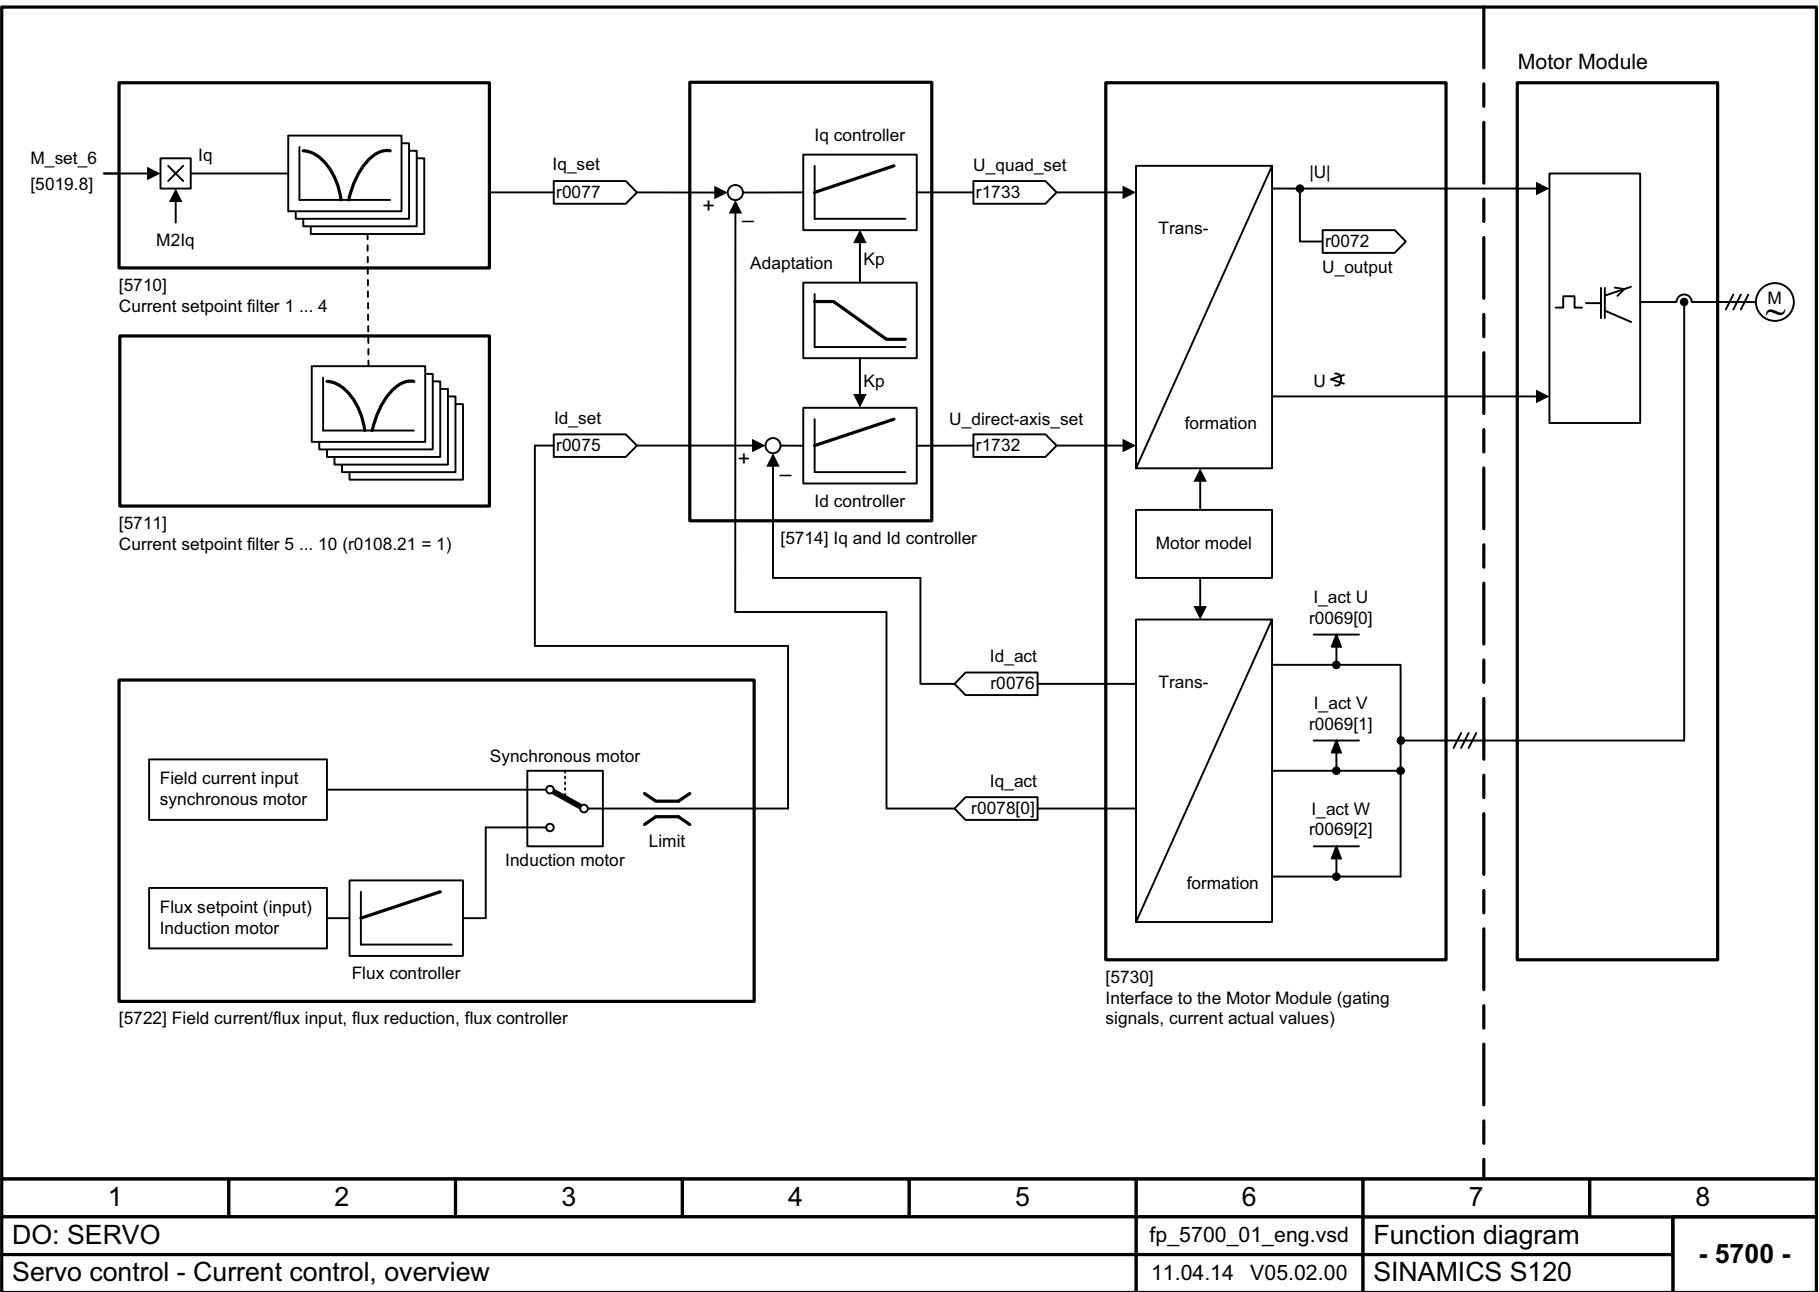 Motor Module
M_set_6
[5019.8]
Iq
M2Iq
[5710]
Current setpoint filter 1 ... 4
[5711]
Current setpoint filter 5 ... 10 (r0108.21 = 1)
Iq_set
r0077
Id_set
r0075
Iq controller
+
–
Adaptation
Kp
Kp
+
–
Id controller
[5714] Iq and Id controller
U_quad_set
r1733
U_direct-axis_set
r1732
Trans-
formation
|U|
r0072
U_output
U ∢
M
~
Motor model
Trans-
formation
I_act U
r0069[0]
I_act V
r0069[1]
I_act W
r0069[2]
Id_act
r0076
Iq_act
r0078[0]
[5730]
Interface to the Motor Module (gating
signals, current actual values)
Field current input
synchronous motor
Synchronous motor
Induction motor
Limit
Flux setpoint (input)
Induction motor
Flux controller
[5722] Field current/flux input, flux reduction, flux controller
1 2 3 4 5 6 7 8
DO: SERVO
fp_5700_01_eng.vsd
Function diagram
- 5700 -
Servo control - Current control, overview
11.04.14 V05.02.00
SINAMICS S120